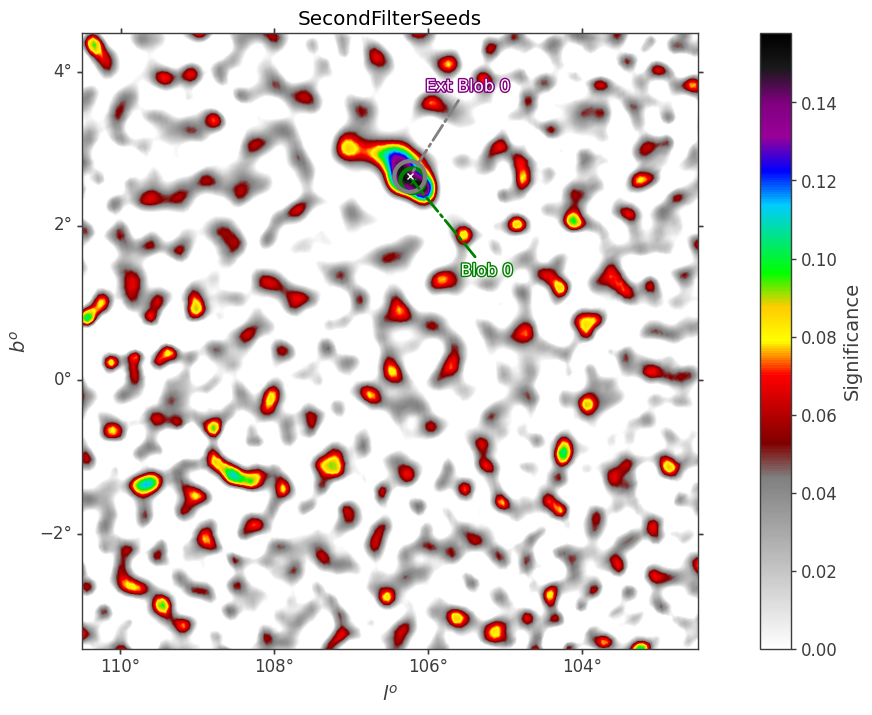 SecondFilterSeeds
4°
2°
0°
−2°
110°
108°
106°
104°
l^o
b^o
Ext Blob 0
Blob 0
0.14
0.12
0.10
0.08
0.06
0.04
0.02
0.00
Significance